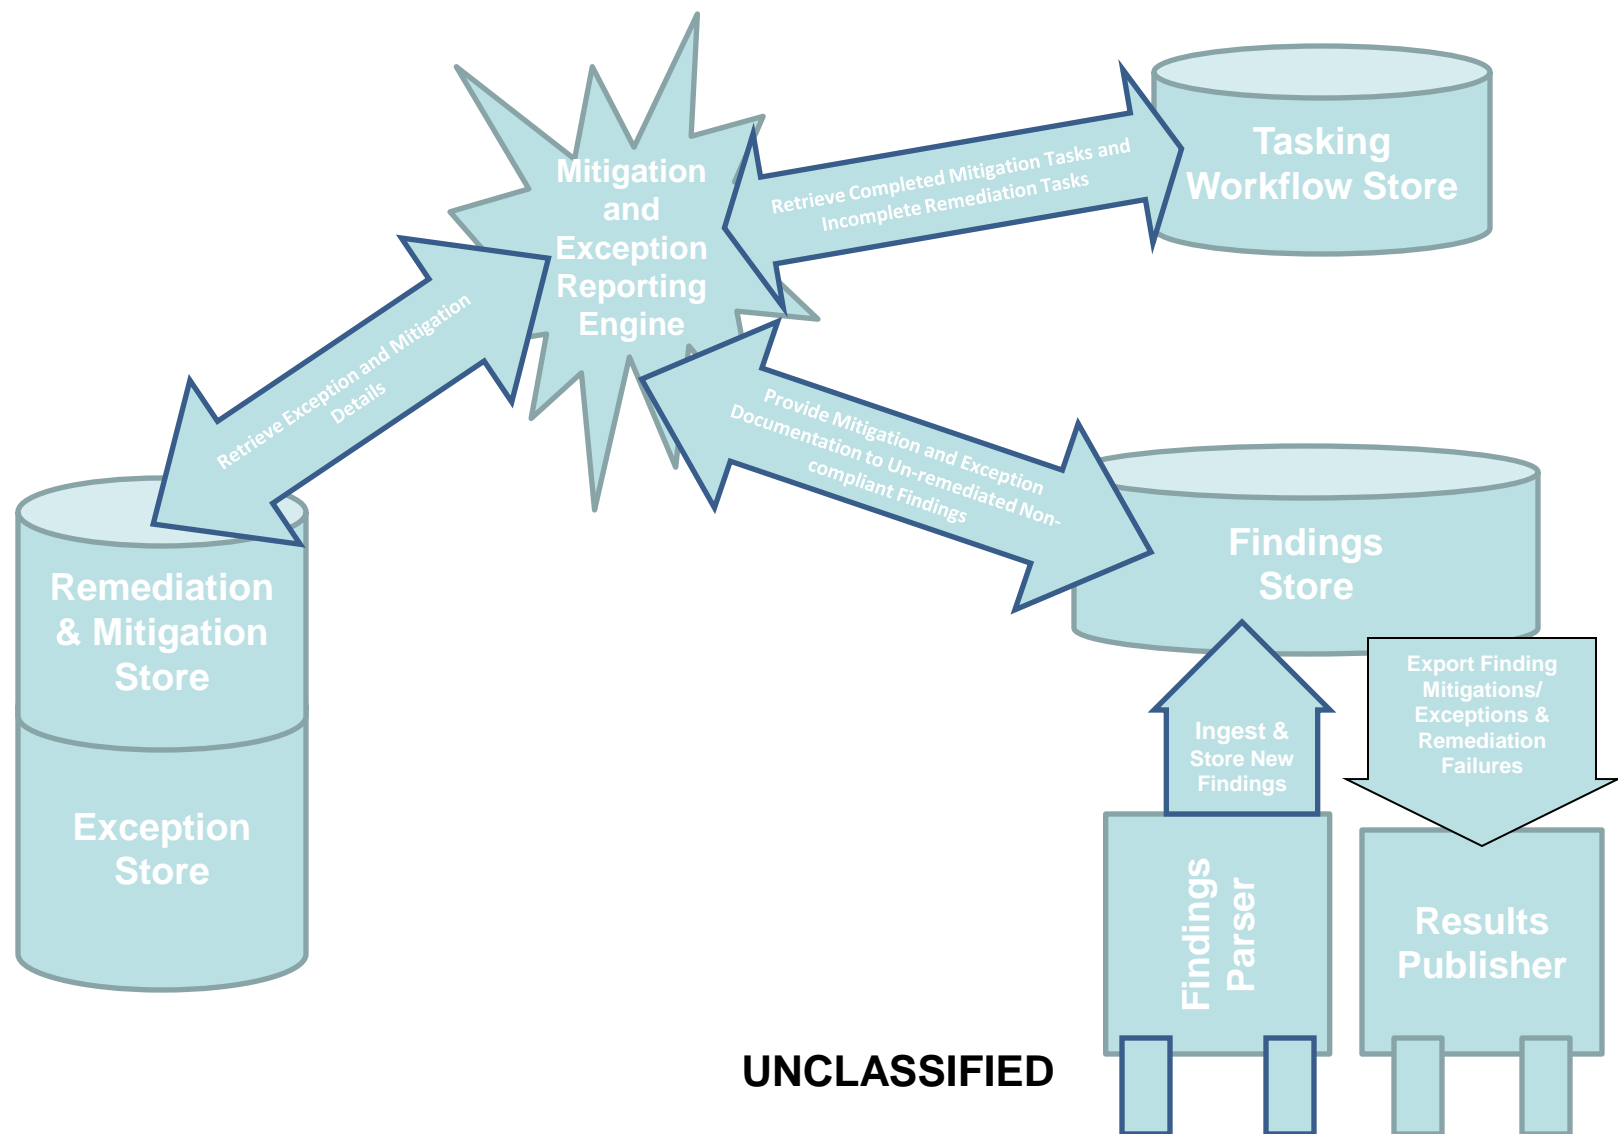 Mitigation
and
Exception
Reporting
Engine
Retrieve Completed Mitigation Tasks and
Incomplete Remediation Tasks
Tasking
Workflow Store
Retrieve Exception and Mitigation
Details
Provide Mitigation and Exception
Documentation to Un-remediated Non-
compliant Findings
Remediation
& Mitigation
Store
Exception
Store
Findings
Store
Ingest &
Store New
Findings
Export Finding
Mitigations/
Exceptions &
Remediation
Failures
Findings
Parser
Results
Publisher
UNCLASSIFIED